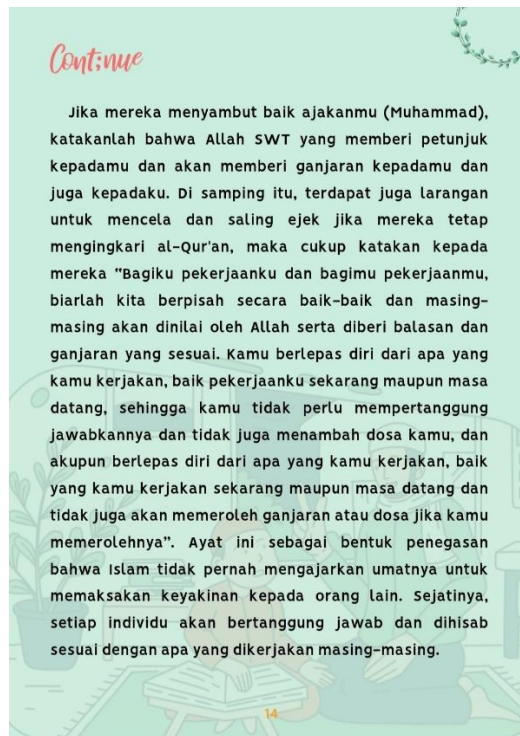 Cont;nue
Jika mereka menyambut baik ajakanmu (Muhammad),
katakanlah bahwa Allah SWT yang memberi petunjuk
kepadamu dan akan memberi ganjaran kepadamu dan
juga kepadaku. Di samping itu, terdapat juga larangan
untuk mencela dan saling ejek jika mereka tetap
mengingkari al-Qur'an, maka cukup katakan kepada
mereka "Bagiku pekerjaanku dan bagimu pekerjaanmu,
biarlah kita berpisah secara baik-baik dan masing-
masing akan dinilai oleh Allah serta diberi balasan dan
ganjaran yang sesuai. Kamu berlepas diri dari apa yang
kamu kerjakan, baik pekerjaanku sekarang maupun masa
datang, sehingga kamu tidak perlu mempertanggung
jawabkannya dan tidak juga menambah dosa kamu, dan
akupun berlepas diri dari apa yang kamu kerjakan, baik
yang kamu kerjakan sekarang maupun masa datang dan
tidak juga akan memeroleh ganjaran atau dosa jika kamu
memerolehnya". Ayat ini sebagai bentuk penegasan
bahwa Islam tidak pernah mengajarkan umatnya untuk
memaksakan keyakinan kepada orang lain. Sejatinya,
setiap individu akan bertanggung jawab dan dihisab
sesuai dengan apa yang dikerjakan masing-masing.
14